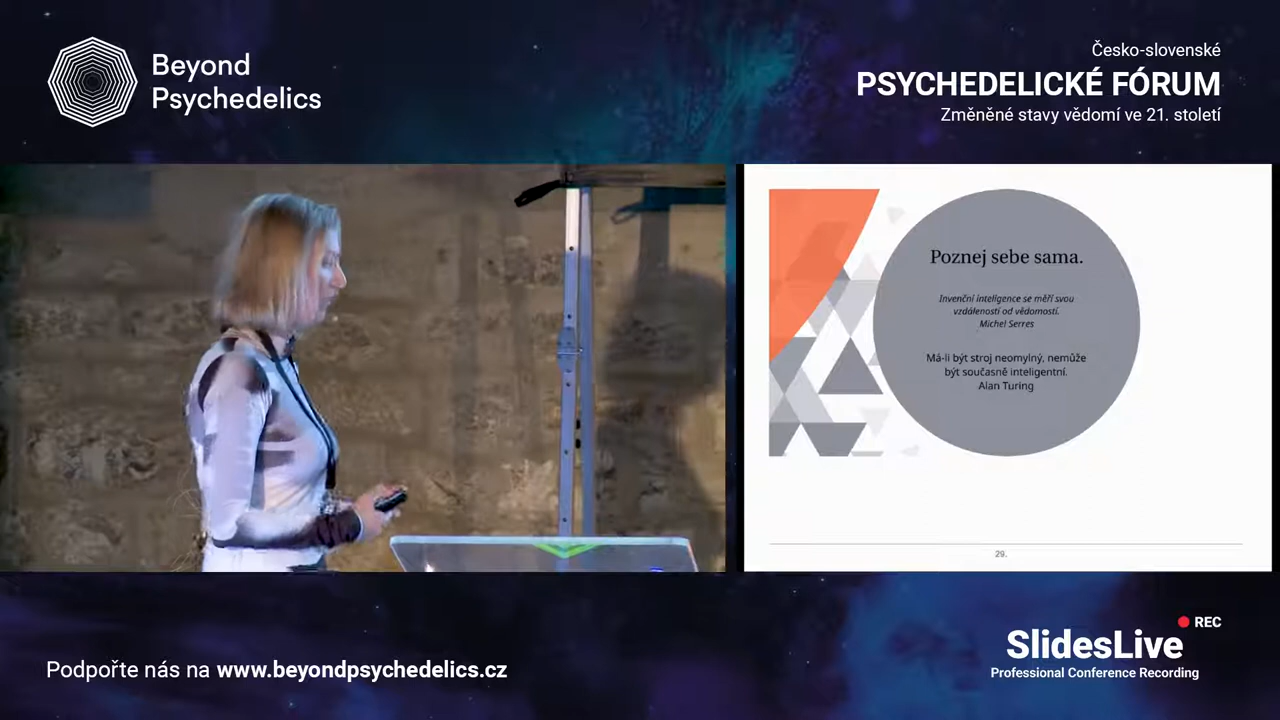 Beyond
Psychedelics
Česko-slovenské
PSYCHEDELICKÉ FÓRUM
Změněné stavy vědomí ve 21. století
Poznej sebe sama.
Invenční inteligence se měří svou
vzdáleností od vědomostí.
Michel Serres
Má-li být stroj neomylný, nemůže
být současně inteligentní.
Alan Turing
29.
Podpořte nás na www.beyondpsychedelics.cz
REC
SlidesLive
Professional Conference Recording